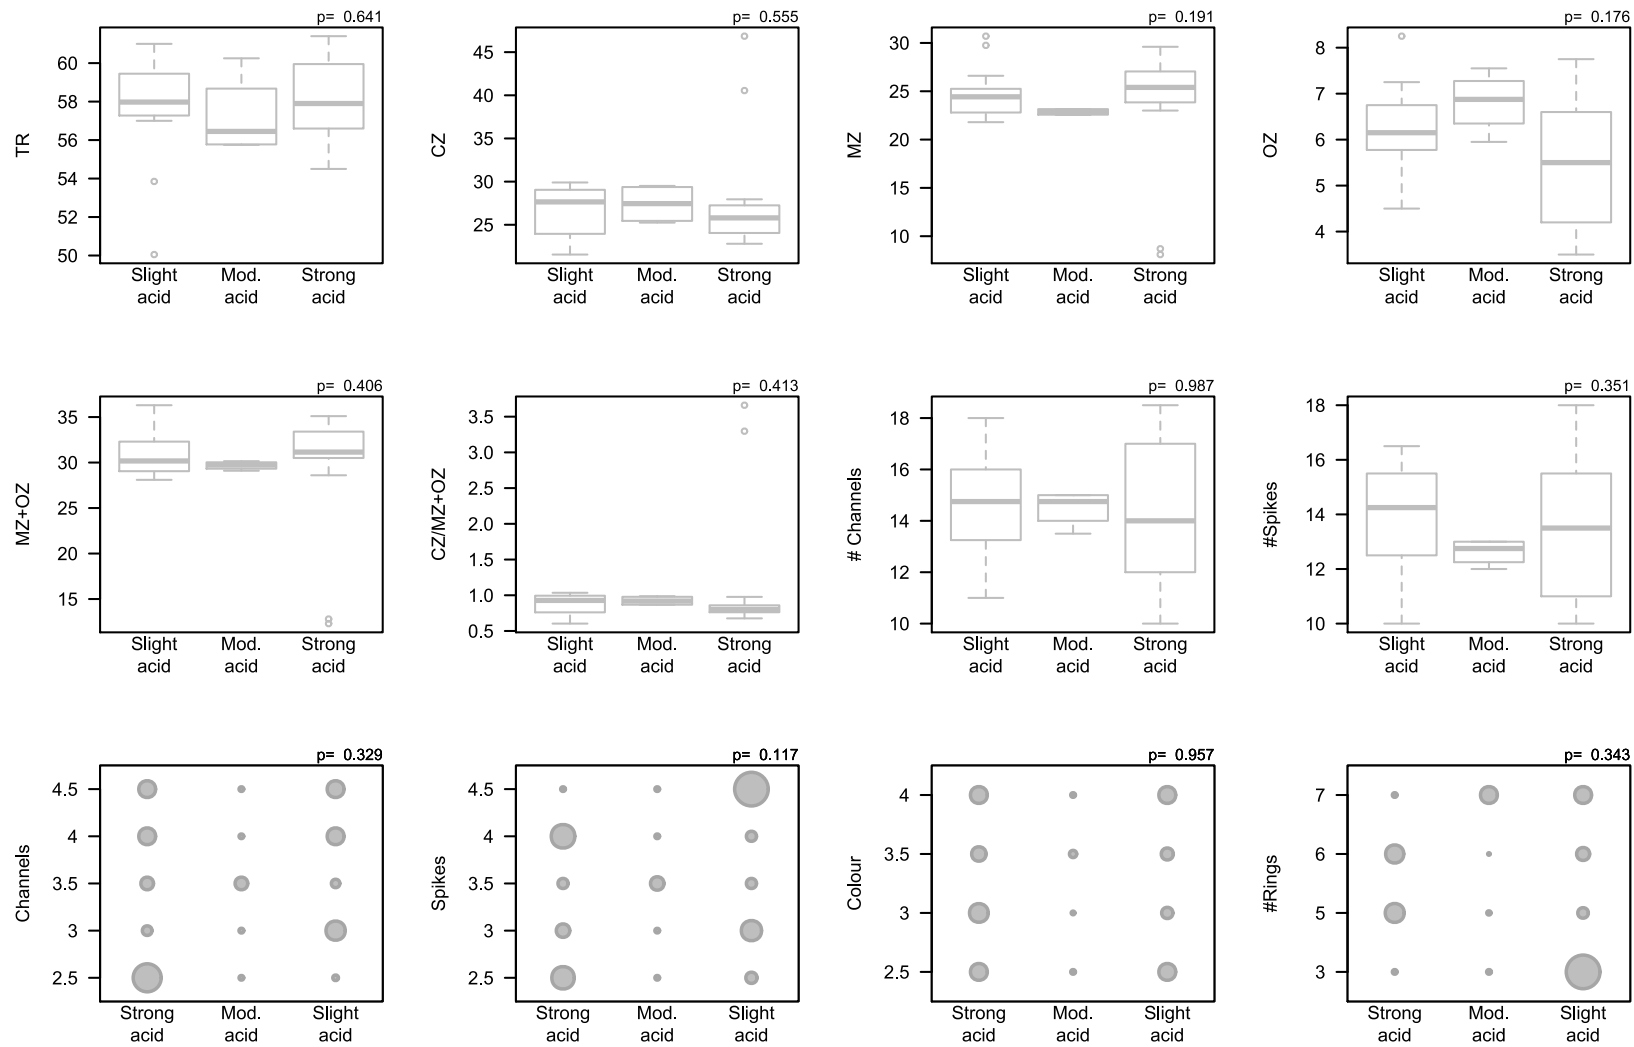 p= 0.641
TR
60
58
56
54
52
50
Slight acid
Mod. acid
Strong acid
p= 0.555
CZ
45
40
35
30
25
Slight acid
Mod. acid
Strong acid
p= 0.191
MZ
30
25
20
15
10
Slight acid
Mod. acid
Strong acid
p= 0.176
OZ
8
7
6
5
4
Slight acid
Mod. acid
Strong acid
p= 0.406
MZ+OZ
35
30
25
20
15
Slight acid
Mod. acid
Strong acid
p= 0.413
CZ/MZ+OZ
3.5
3.0
2.5
2.0
1.5
1.0
0.5
Slight acid
Mod. acid
Strong acid
p= 0.987
# Channels
18
16
14
12
10
Slight acid
Mod. acid
Strong acid
p= 0.351
#Spikes
18
16
14
12
10
Slight acid
Mod. acid
Strong acid
p= 0.329
Channels
4.5
4
3.5
3
2.5
Strong acid
Mod. acid
Slight acid
p= 0.117
Spikes
4.5
4
3.5
3
2.5
Strong acid
Mod. acid
Slight acid
p= 0.957
Colour
4
3.5
3
2.5
Strong acid
Mod. acid
Slight acid
p= 0.343
#Rings
7
6
5
3
Strong acid
Mod. acid
Slight acid